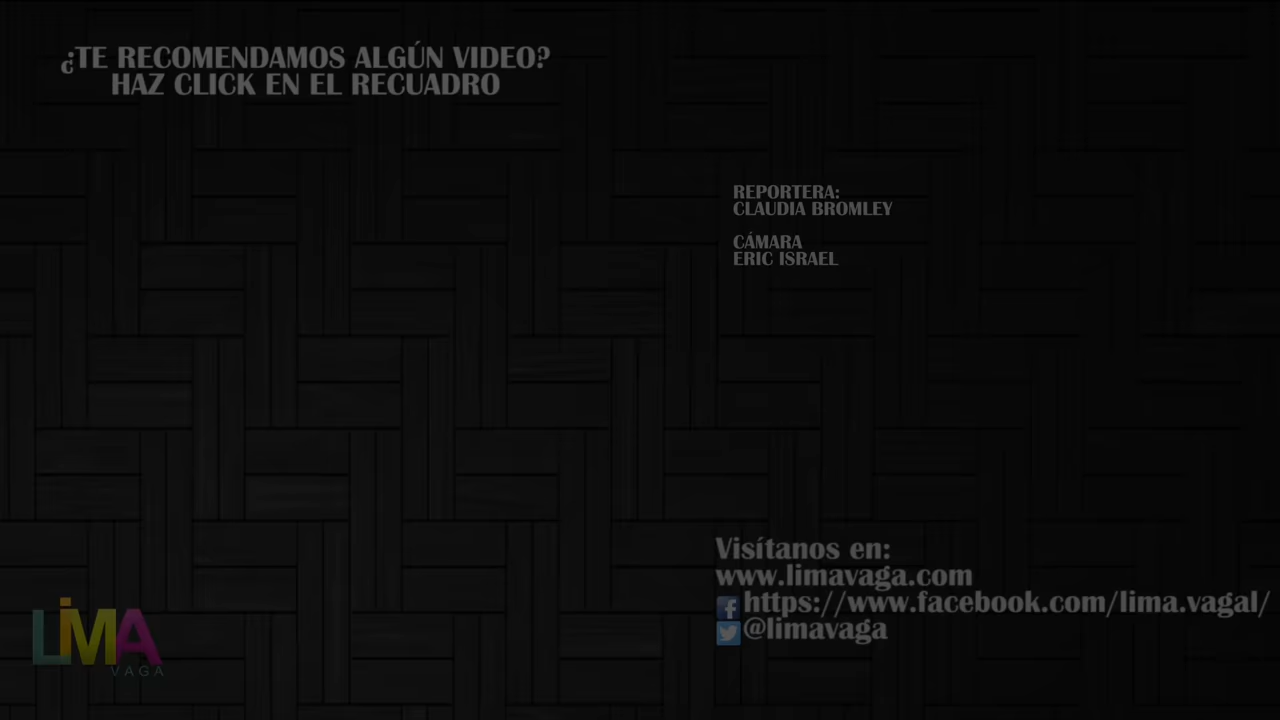 ¿TE RECOMENDAMOS ALGÚN VIDEO?
HAZ CLICK EN EL RECUADRO
REPORTERA:
CLAUDIA BROMLEY
CÁMARA
ERIC ISRAEL
Visítanos en:
www.limavaga.com
https://www.facebook.com/lima.vagal/
@limavaga
LiMA
VAGA